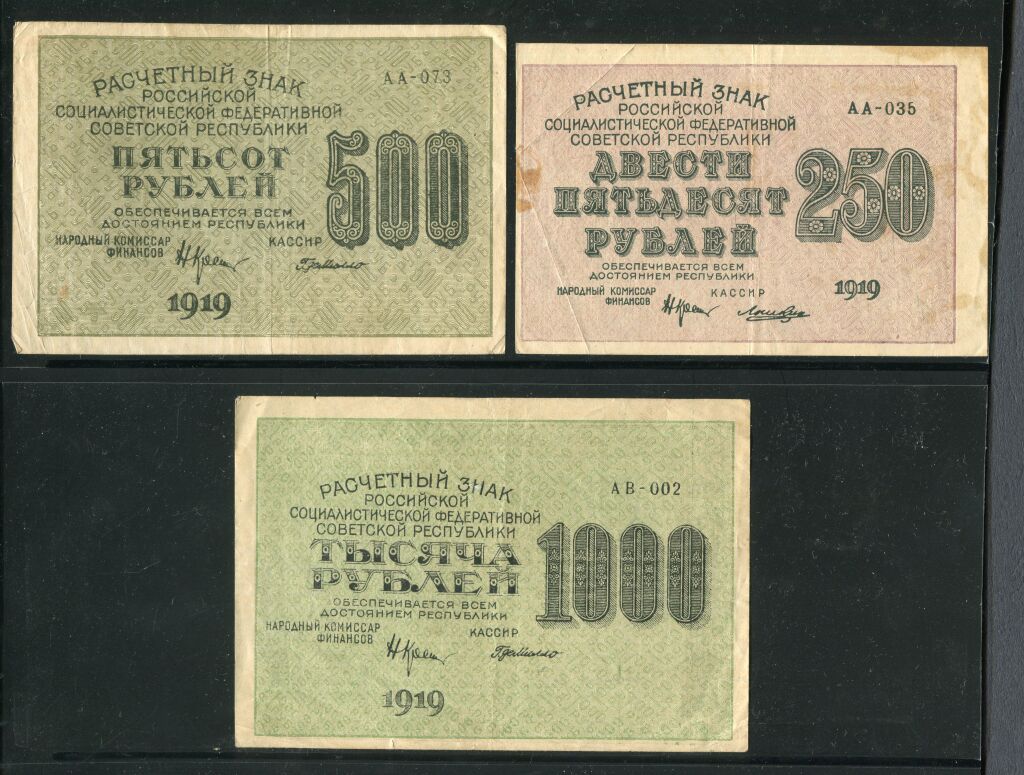 РАСЧЕТНЫЙ ЗНАК
АА-073
РОССИЙСКОЙ
СОЦИАЛИСТИЧЕСКОЙ ФЕДЕРАТИВНОЙ
СОВЕТСКОЙ РЕСПУБЛИКИ
ПЯТЬСОТ
РУБЛЕЙ
500
ОБЕСПЕЧИВАЕТСЯ ВСЕМ
ДОСТОЯНИЕМ РЕСПУБЛИКИ
НАРОДНЫЙ КОМИССАР
ФИНАНСОВ
КАССИР
1919
РАСЧЕТНЫЙ ЗНАК
АА-035
РОССИЙСКОЙ
СОЦИАЛИСТИЧЕСКОЙ ФЕДЕРАТИВНОЙ
СОВЕТСКОЙ РЕСПУБЛИКИ
ДВЕСТИ
ПЯТЬДЕСЯТ
РУБЛЕЙ
250
ОБЕСПЕЧИВАЕТСЯ ВСЕМ
ДОСТОЯНИЕМ РЕСПУБЛИКИ
НАРОДНЫЙ КОМИССАР
ФИНАНСОВ
КАССИР
1919
РАСЧЕТНЫЙ ЗНАК
АВ-002
РОССИЙСКОЙ
СОЦИАЛИСТИЧЕСКОЙ ФЕДЕРАТИВНОЙ
СОВЕТСКОЙ РЕСПУБЛИКИ
ТЫСЯЧА
РУБЛЕЙ
1000
ОБЕСПЕЧИВАЕТСЯ ВСЕМ
ДОСТОЯНИЕМ РЕСПУБЛИКИ
НАРОДНЫЙ КОМИССАР
ФИНАНСОВ
КАССИР
1919